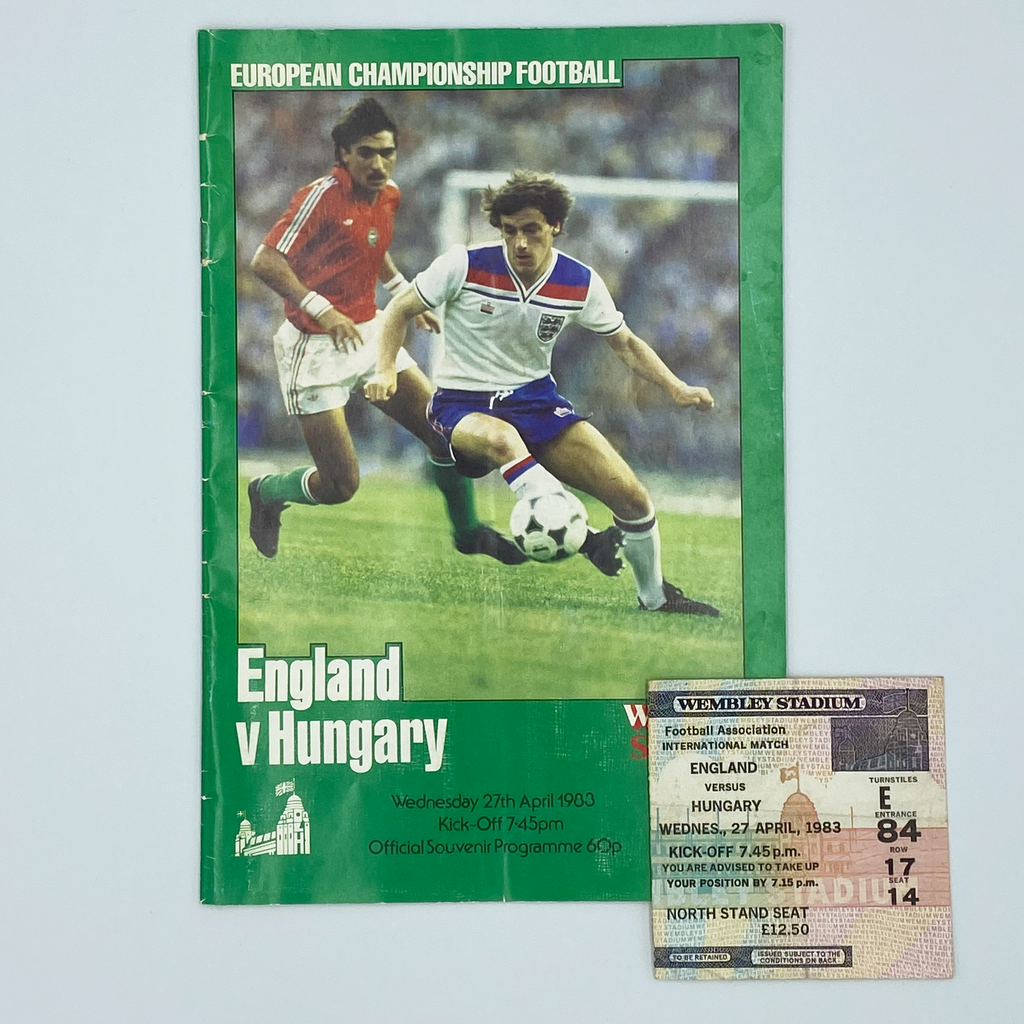 EUROPEAN CHAMPIONSHIP FOOTBALL
England
v Hungary
Wednesday 27th April 1983
Kick-Off 7·45pm
Official Souvenir Programme 60p
WEMBLEY STADIUM
Football Association
INTERNATIONAL MATCH
ENGLAND
VERSUS
HUNGARY
WEDNES., 27 APRIL, 1983
KICK-OFF 7.45 p.m.
YOU ARE ADVISED TO TAKE UP
YOUR POSITION BY 7.15 p.m.
NORTH STAND SEAT
£12.50
TURNSTILES
E
ENTRANCE
84
ROW
17
SEAT
14
TO BE RETAINED
ISSUED SUBJECT TO THE
CONDITIONS ON BACK